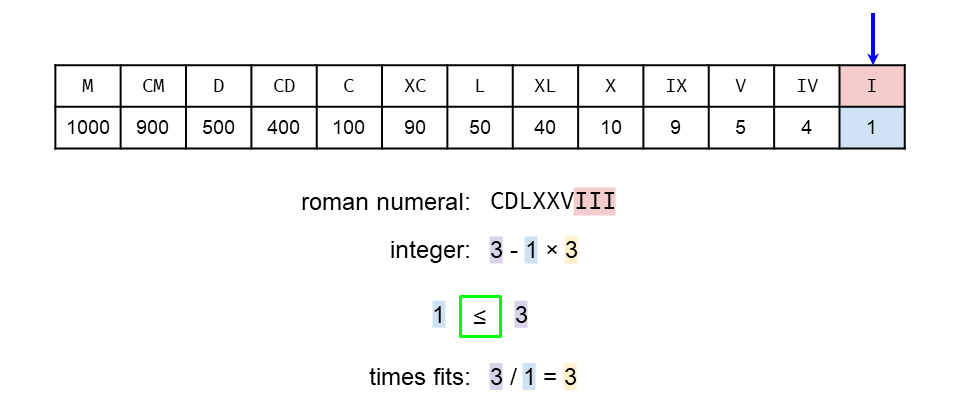 M CM D CD C XC L XL X IX V IV I
1000 900 500 400 100 90 50 40 10 9 5 4 1
roman numeral: CDLXXVIII
integer: 3 - 1 × 3
1 ≤ 3
times fits: 3 / 1 = 3